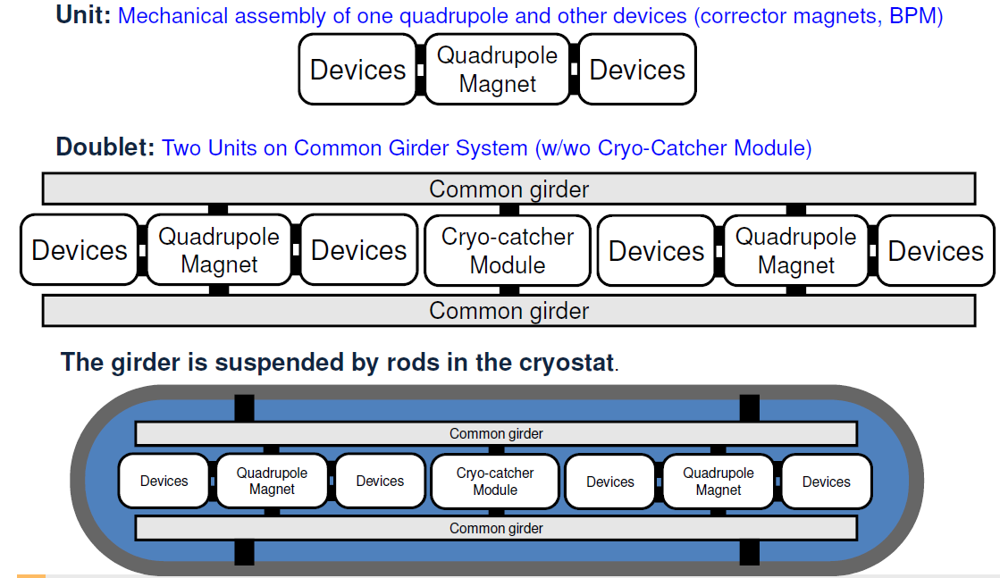 Unit: Mechanical assembly of one quadrupole and other devices (corrector magnets, BPM)
Devices
Quadrupole
Magnet
Devices
Doublet: Two Units on Common Girder System (w/wo Cryo-Catcher Module)
Common girder
Devices
Quadrupole
Magnet
Devices
Cryo-catcher
Module
Devices
Quadrupole
Magnet
Devices
Common girder
The girder is suspended by rods in the cryostat.
Common girder
Devices
Quadrupole
Magnet
Devices
Cryo-catcher
Module
Devices
Quadrupole
Magnet
Devices
Common girder